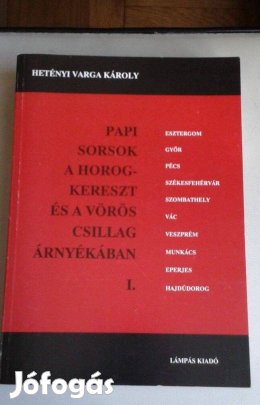 HETÉNYI VARGA KÁROLY
PAPI
SORSOK
A HOROG-
KERESZT
ÉS A VÖRÖS
CSILLAG
ÁRNYÉKÁBAN
I.
ESZTERGOM
GYŐR
PÉCS
SZÉKESFEHÉRVÁR
SZOMBATHELY
VÁC
VESZPRÉM
MUNKÁCS
EPERJES
HAJDÚDOROG
LÁMPÁS KIADÓ
Jófogás